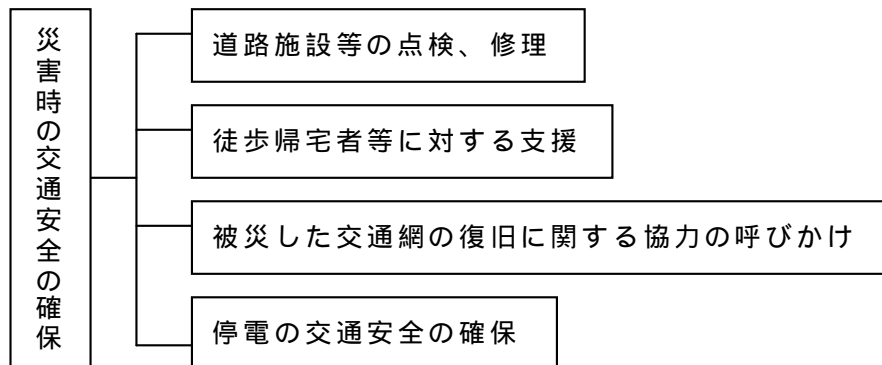 災害時の交通安全の確保
道路施設等の点検、修理
徒歩帰宅者等に対する支援
被災した交通網の復旧に関する協力の呼びかけ
停電の交通安全の確保